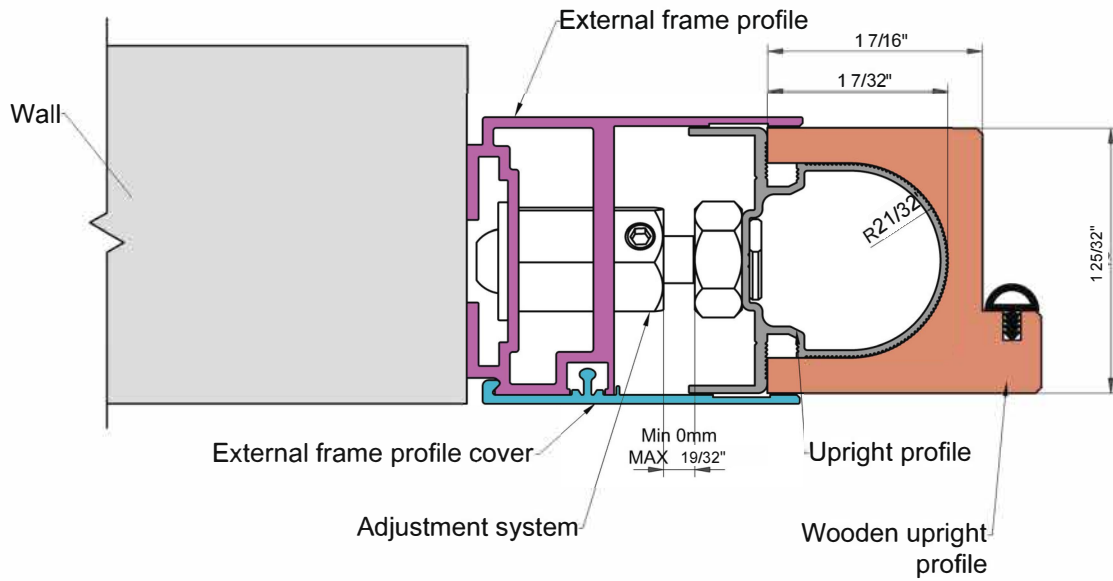 External frame profile
1 7/16"
1 7/32"
Wall
R21/32"
1 25/32"
External frame profile cover
Min 0mm
MAX 19/32"
Upright profile
Adjustment system
Wooden upright
profile